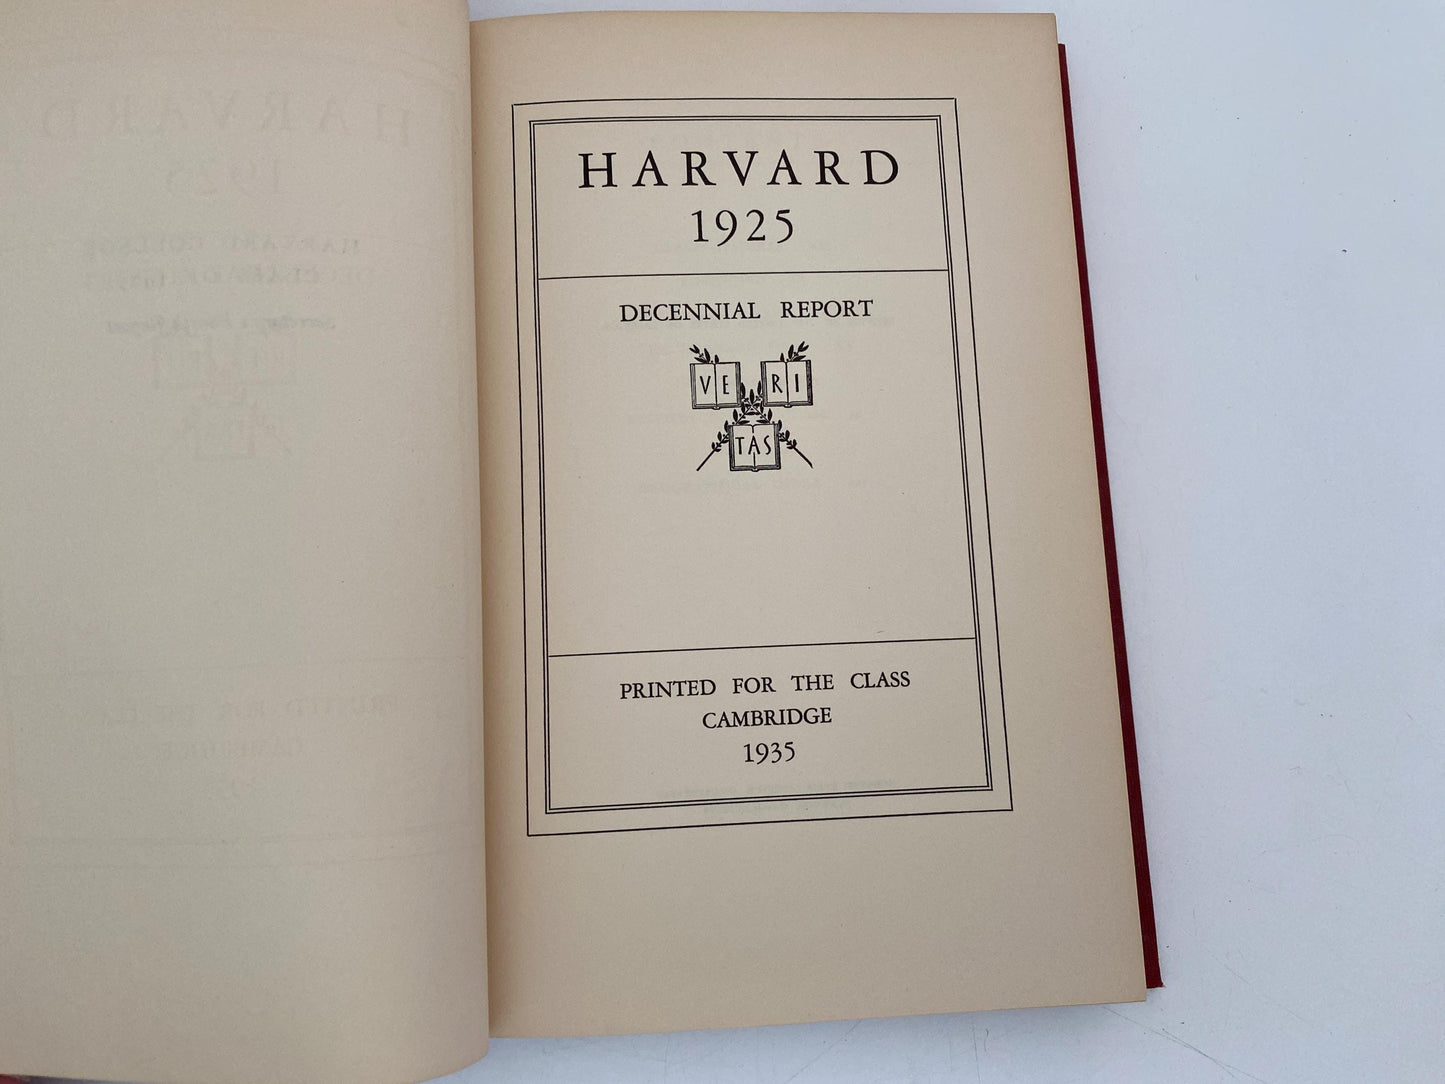 HARVARD
1925
DECENNIAL REPORT
VE RI
TAS
PRINTED FOR THE CLASS
CAMBRIDGE
1935